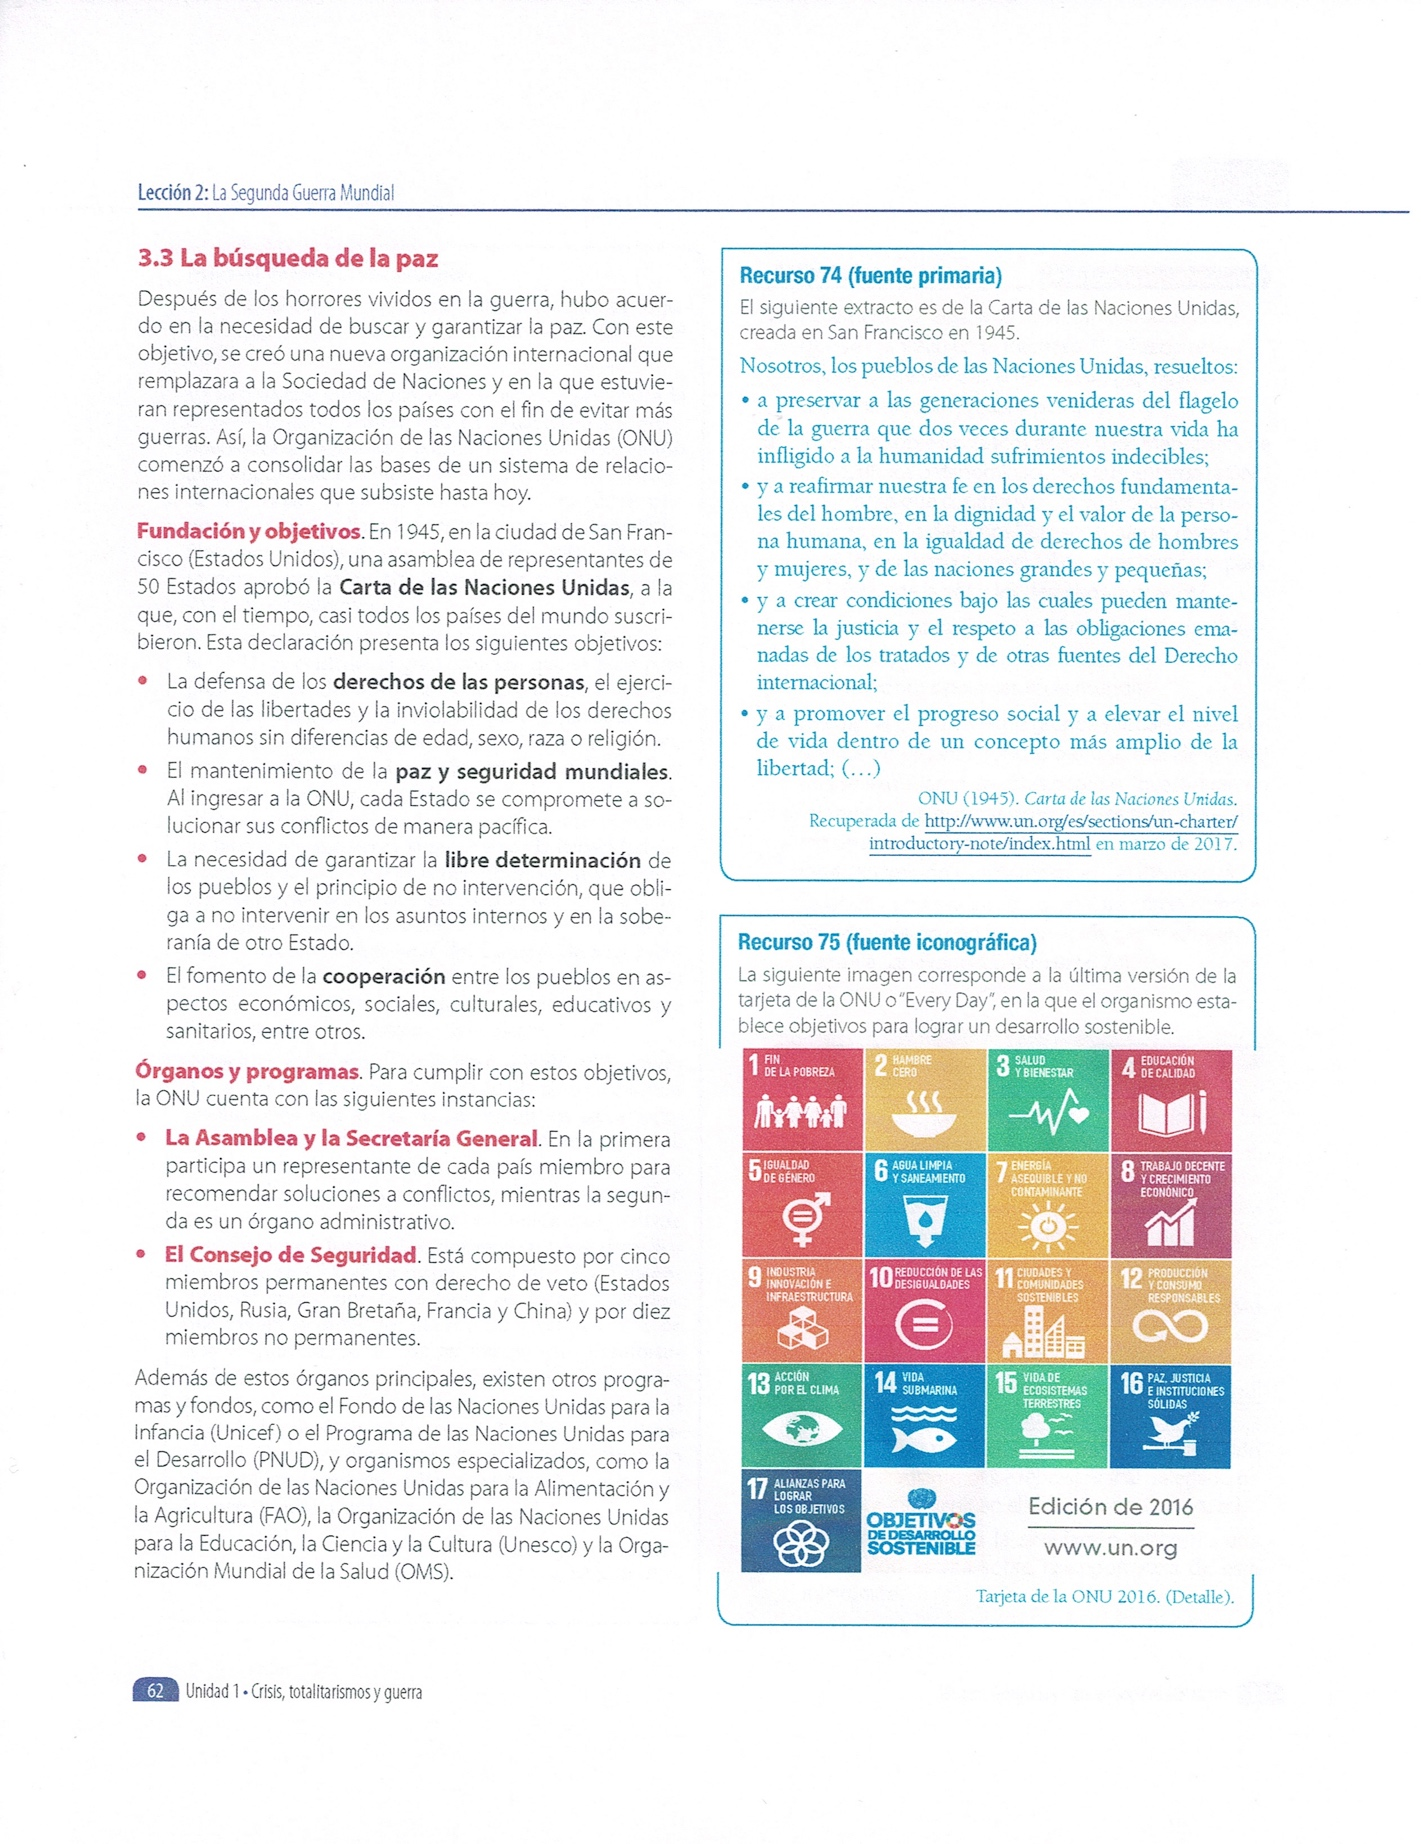 Lección 2: La Segunda Guerra Mundial
3.3 La búsqueda de la paz
Después de los horrores vividos en la guerra, hubo acuer-
do en la necesidad de buscar y garantizar la paz. Con este
objetivo, se creó una nueva organización internacional que
remplazara a la Sociedad de Naciones y en la que estuvie-
ran representados todos los países con el fin de evitar más
guerras. Así, la Organización de las Naciones Unidas (ONU)
comenzó a consolidar las bases de un sistema de relacio-
nes internacionales que subsiste hasta hoy.
Fundación y objetivos. En 1945, en la ciudad de San Fran-
cisco (Estados Unidos), una asamblea de representantes de
50 Estados aprobó la Carta de las Naciones Unidas, a la
que, con el tiempo, casi todos los países del mundo suscri-
bieron. Esta declaración presenta los siguientes objetivos:
• La defensa de los derechos de las personas, el ejerci-
cio de las libertades y la inviolabilidad de los derechos
humanos sin diferencias de edad, sexo, raza o religión.
• El mantenimiento de la paz y seguridad mundiales.
Al ingresar a la ONU, cada Estado se compromete a so-
lucionar sus conflictos de manera pacífica.
• La necesidad de garantizar la libre determinación de
los pueblos y el principio de no intervención, que obli-
ga a no intervenir en los asuntos internos y en la sobe-
ranía de otro Estado.
• El fomento de la cooperación entre los pueblos en as-
pectos económicos, sociales, culturales, educativos y
sanitarios, entre otros.
Órganos y programas. Para cumplir con estos objetivos,
la ONU cuenta con las siguientes instancias:
• La Asamblea y la Secretaría General. En la primera
participa un representante de cada país miembro para
recomendar soluciones a conflictos, mientras la segun-
da es un órgano administrativo.
• El Consejo de Seguridad. Está compuesto por cinco
miembros permanentes con derecho de veto (Estados
Unidos, Rusia, Gran Bretaña, Francia y China) y por diez
miembros no permanentes.
Además de estos órganos principales, existen otros progra-
mas y fondos, como el Fondo de las Naciones Unidas para la
Infancia (Unicef) o el Programa de las Naciones Unidas para
el Desarrollo (PNUD), y organismos especializados, como la
Organización de las Naciones Unidas para la Alimentación y
la Agricultura (FAO), la Organización de las Naciones Unidas
para la Educación, la Ciencia y la Cultura (Unesco) y la Orga-
nización Mundial de la Salud (OMS).
Recurso 74 (fuente primaria)
El siguiente extracto es de la Carta de las Naciones Unidas,
creada en San Francisco en 1945.
Nosotros, los pueblos de las Naciones Unidas, resueltos:
• a preservar a las generaciones venideras del flagelo
de la guerra que dos veces durante nuestra vida ha
infligido a la humanidad sufrimientos indecibles;
• y a reafirmar nuestra fe en los derechos fundamenta-
les del hombre, en la dignidad y el valor de la perso-
na humana, en la igualdad de derechos de hombres
y mujeres, y de las naciones grandes y pequeñas;
• y a crear condiciones bajo las cuales pueden mante-
nerse la justicia y el respeto a las obligaciones ema-
nadas de los tratados y de otras fuentes del Derecho
internacional;
• y a promover el progreso social y a elevar el nivel
de vida dentro de un concepto más amplio de la
libertad; (...)
ONU (1945). Carta de las Naciones Unidas.
Recuperada de http://www.un.org/es/sections/un-charter/
introductory-note/index.html en marzo de 2017.
Recurso 75 (fuente iconográfica)
La siguiente imagen corresponde a la última versión de la
tarjeta de la ONU o "Every Day", en la que el organismo esta-
blece objetivos para lograr un desarrollo sostenible.
1 FIN
DE LA POBREZA
2 HAMBRE
CERO
3 SALUD
Y BIENESTAR
4 EDUCACIÓN
DE CALIDAD
5 IGUALDAD
DE GÉNERO
6 AGUA LIMPIA
Y SANEAMIENTO
7 ENERGÍA
ASEQUIBLE Y NO
CONTAMINANTE
8 TRABAJO DECENTE
Y CRECIMIENTO
ECONÓNICO
9 INDUSTRIA
INNOVACIÓN E
INFRAESTRUCTURA
10 REDUCCIÓN DE LAS
DESIGUALDADES
11 CIUDADES Y
COMUNIDADES
SOSTENIBLES
12 PRODUCCIÓN
Y CONSUMO
RESPONSABLES
13 ACCIÓN
POR EL CLIMA
14 VIDA
SUBMARINA
15 VIDA DE
ECOSISTEMAS
TERRESTRES
16 PAZ, JUSTICIA
E INSTITUCIONES
SÓLIDAS
17 ALIANZAS PARA
LOGRAR
LOS OBJETIVOS
OBJETIVOS
DE DESARROLLO
SOSTENIBLE
Edición de 2016
www.un.org
Tarjeta de la ONU 2016. (Detalle).
62 Unidad 1 • Crisis, totalitarismos y guerra